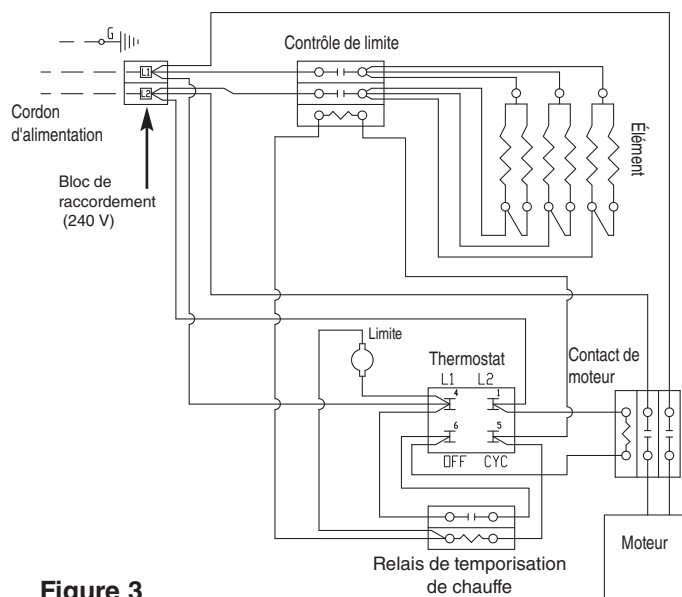 G
Contrôle de limite
L1
L2
Cordon
d'alimentation
Élément
Bloc de
raccordement
(240 V)
Limite
Thermostat
Contact de
moteur
L1 L2
4 1
6 5
OFF CYC
Moteur
Relais de temporisation
de chauffe
Figure 3